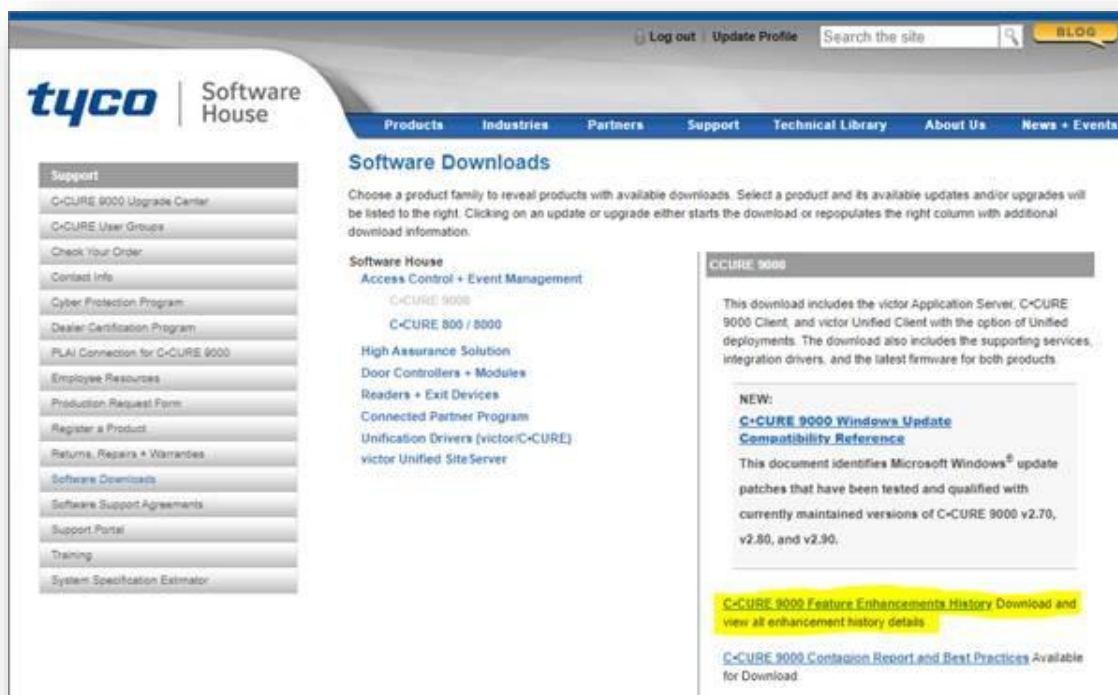 Log out | Update Profile
Search the site
BLOG
tyco
Software
House
Products Industries Partners Support Technical Library About Us News + Events
Support
C•CURE 9000 Upgrade Center
C•CURE User Groups
Check Your Order
Contact Info
Cyber Protection Program
Dealer Certification Program
PLAI Connection for C•CURE 9000
Employee Resources
Production Request Form
Register a Product
Returns, Repairs + Warranties
Software Downloads
Software Support Agreements
Support Portal
Training
System Specification Estimator
Software Downloads
Choose a product family to reveal products with available downloads. Select a product and its available updates and/or upgrades will
be listed to the right. Clicking on an update or upgrade either starts the download or repopulates the right column with additional
download information.
Software House
Access Control + Event Management
C•CURE 9000
C•CURE 800 / 8000
High Assurance Solution
Door Controllers + Modules
Readers + Exit Devices
Connected Partner Program
Unification Drivers (victor/C•CURE)
victor Unified SiteServer
CCURE 9000
This download includes the victor Application Server, C•CURE
9000 Client, and victor Unified Client with the option of Unified
deployments. The download also includes the supporting services,
integration drivers, and the latest firmware for both products.
NEW:
C•CURE 9000 Windows Update
Compatibility Reference
This document identifies Microsoft Windows® update
patches that have been tested and qualified with
currently maintained versions of C•CURE 9000 v2.70,
v2.80, and v2.90.
C•CURE 9000 Feature Enhancements History Download and
view all enhancement history details
C•CURE 9000 Contagion Report and Best Practices Available
for Download